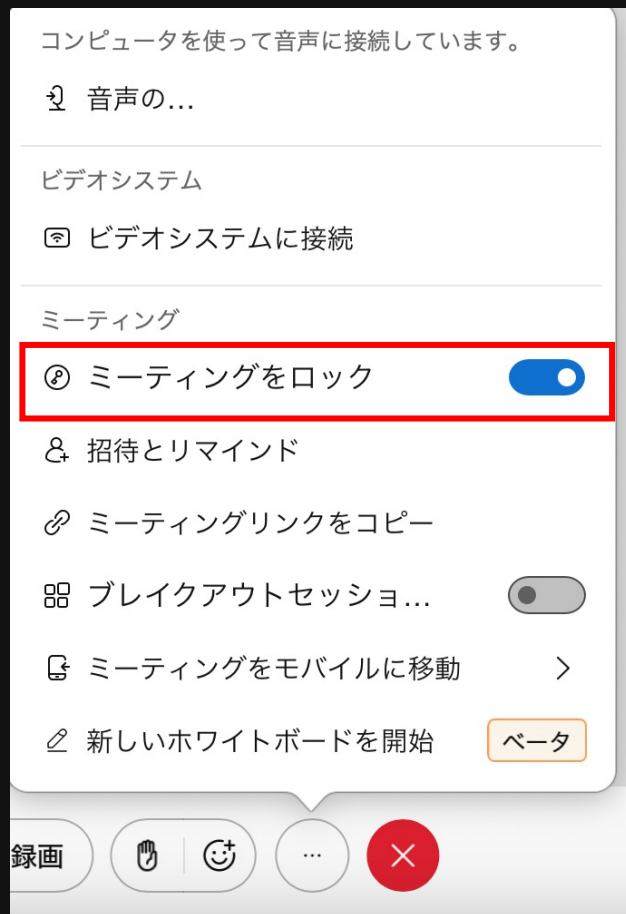 コンピュータを使って音声に接続しています。
音声の...
ビデオシステム
ビデオシステムに接続
ミーティング
ミーティングをロック
招待とリマインド
ミーティングリンクをコピー
ブレイクアウトセッショ...
ミーティングをモバイルに移動
新しいホワイトボードを開始 ベータ
録画